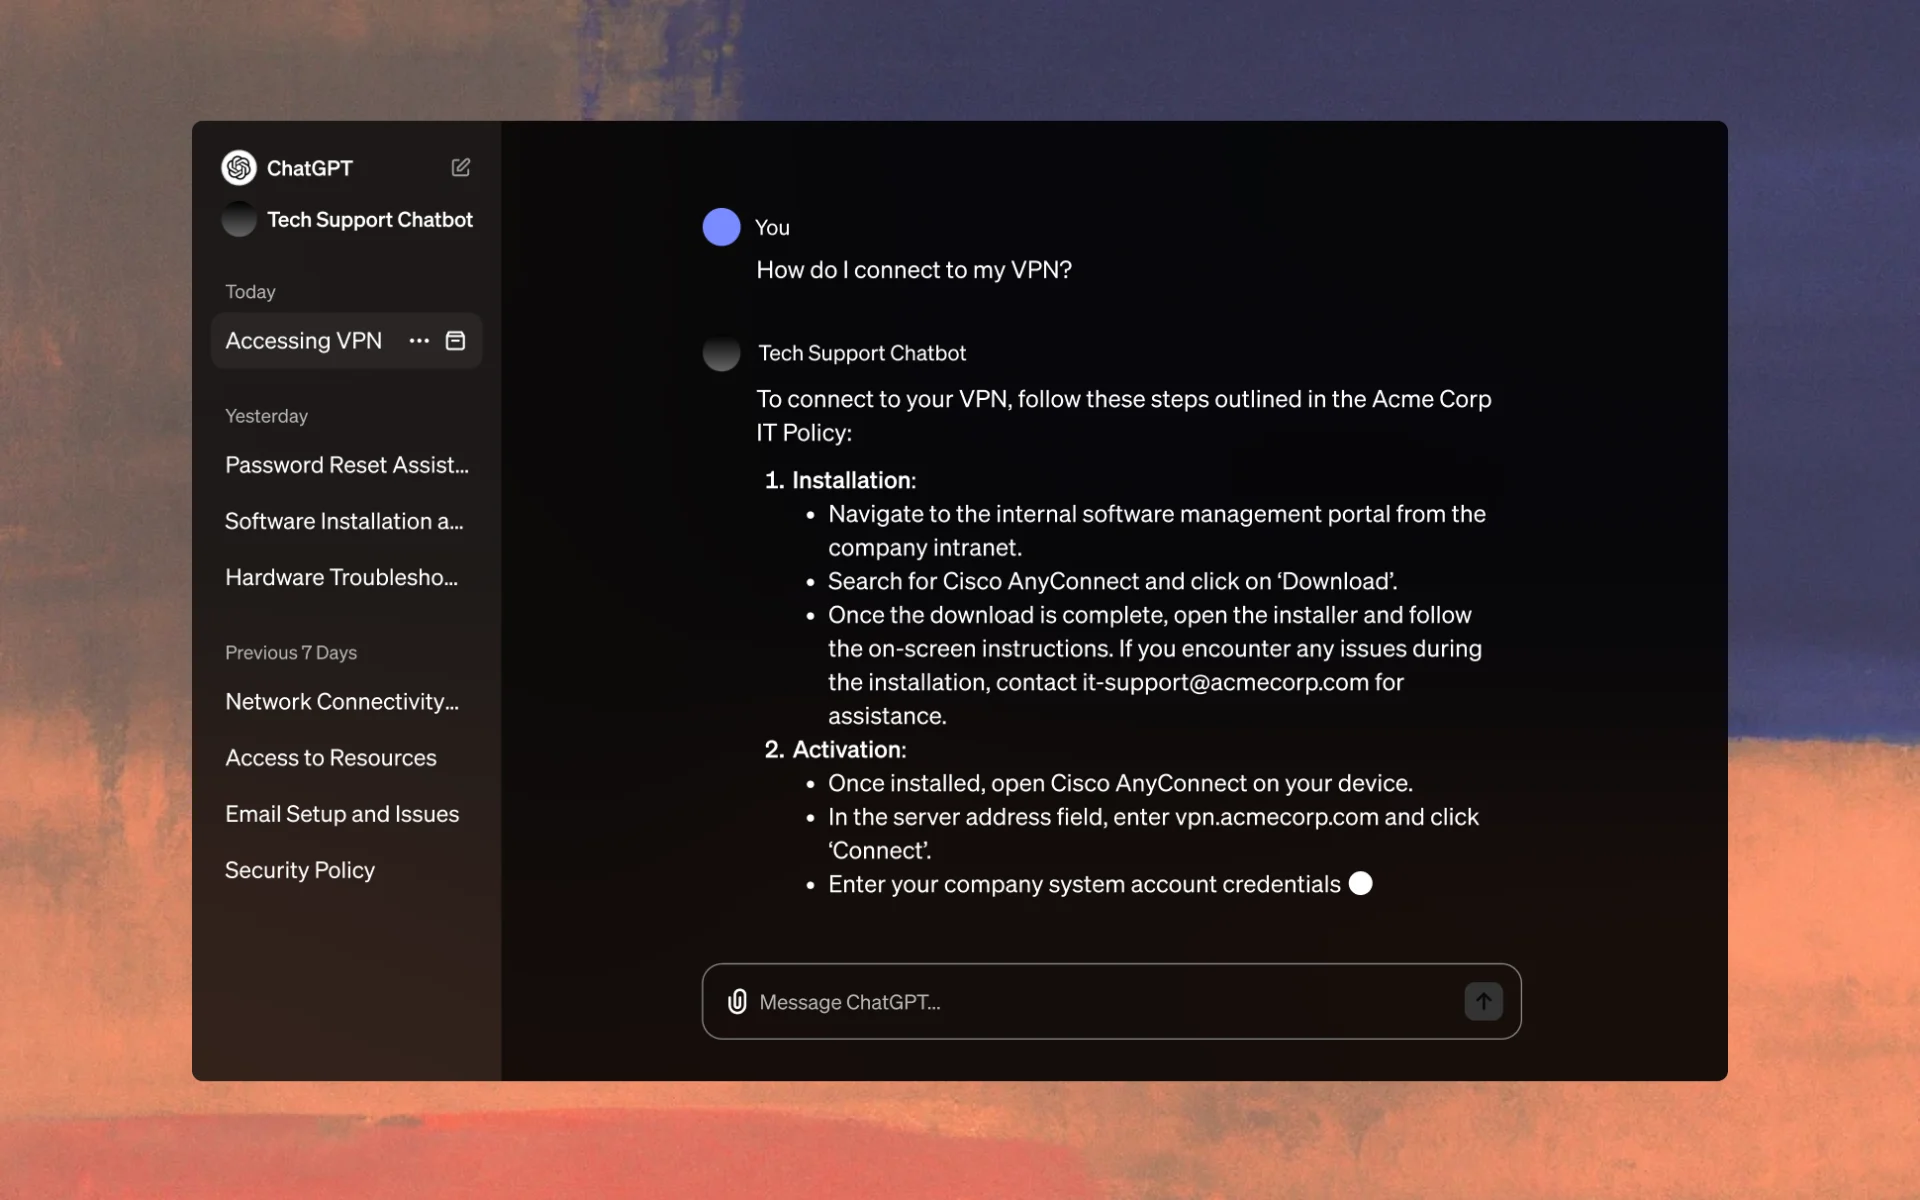 ChatGPT
Tech Support Chatbot
Today
Accessing VPN
Yesterday
Password Reset Assist...
Software Installation a...
Hardware Troublesho...
Previous 7 Days
Network Connectivity...
Access to Resources
Email Setup and Issues
Security Policy
You
How do I connect to my VPN?
Tech Support Chatbot
To connect to your VPN, follow these steps outlined in the Acme Corp
IT Policy:
1. Installation:
• Navigate to the internal software management portal from the
company intranet.
• Search for Cisco AnyConnect and click on ‘Download’.
• Once the download is complete, open the installer and follow
the on-screen instructions. If you encounter any issues during
the installation, contact it-support@acmecorp.com for
assistance.
2. Activation:
• Once installed, open Cisco AnyConnect on your device.
• In the server address field, enter vpn.acmecorp.com and click
‘Connect’.
• Enter your company system account credentials
Message ChatGPT...